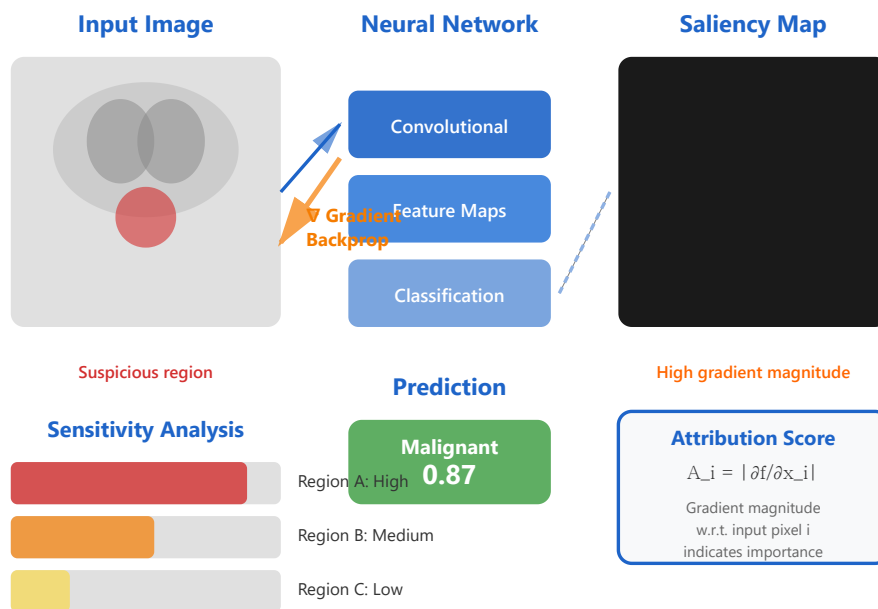 Input Image
Neural Network
Saliency Map
Convolutional
Feature Maps
Classification
∇ Gradient
Backprop
Suspicious region
High gradient magnitude
Prediction
Malignant
0.87
Sensitivity Analysis
Region A: High
Region B: Medium
Region C: Low
Attribution Score
A_i = |∂f/∂x_i|
Gradient magnitude
w.r.t. input pixel i
indicates importance